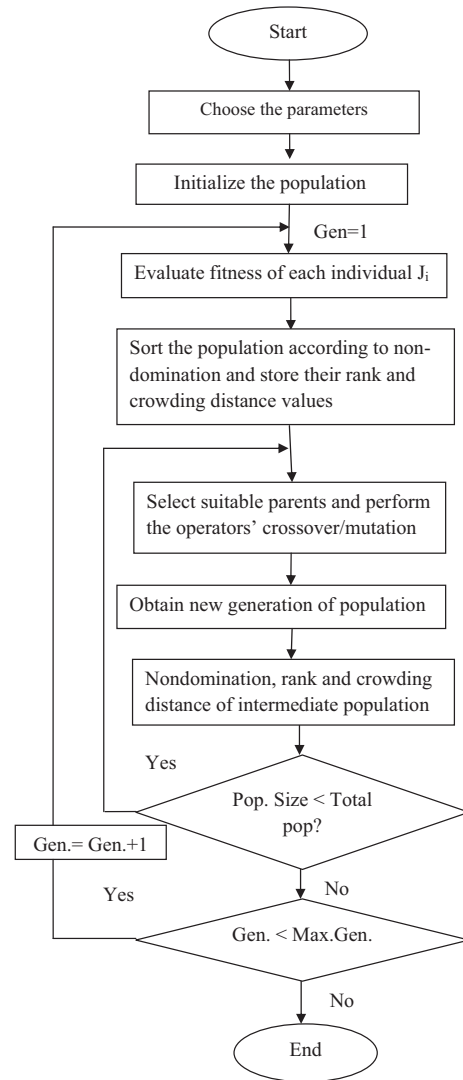 Start
Choose the parameters
Initialize the population
Gen=1
Evaluate fitness of each individual Ji
Sort the population according to non-
domination and store their rank and
crowding distance values
Select suitable parents and perform
the operators’ crossover/mutation
Obtain new generation of population
Nondomination, rank and crowding
distance of intermediate population
Yes
Pop. Size < Total
pop?
Gen.= Gen.+1
No
Yes
Gen. < Max.Gen.
No
End